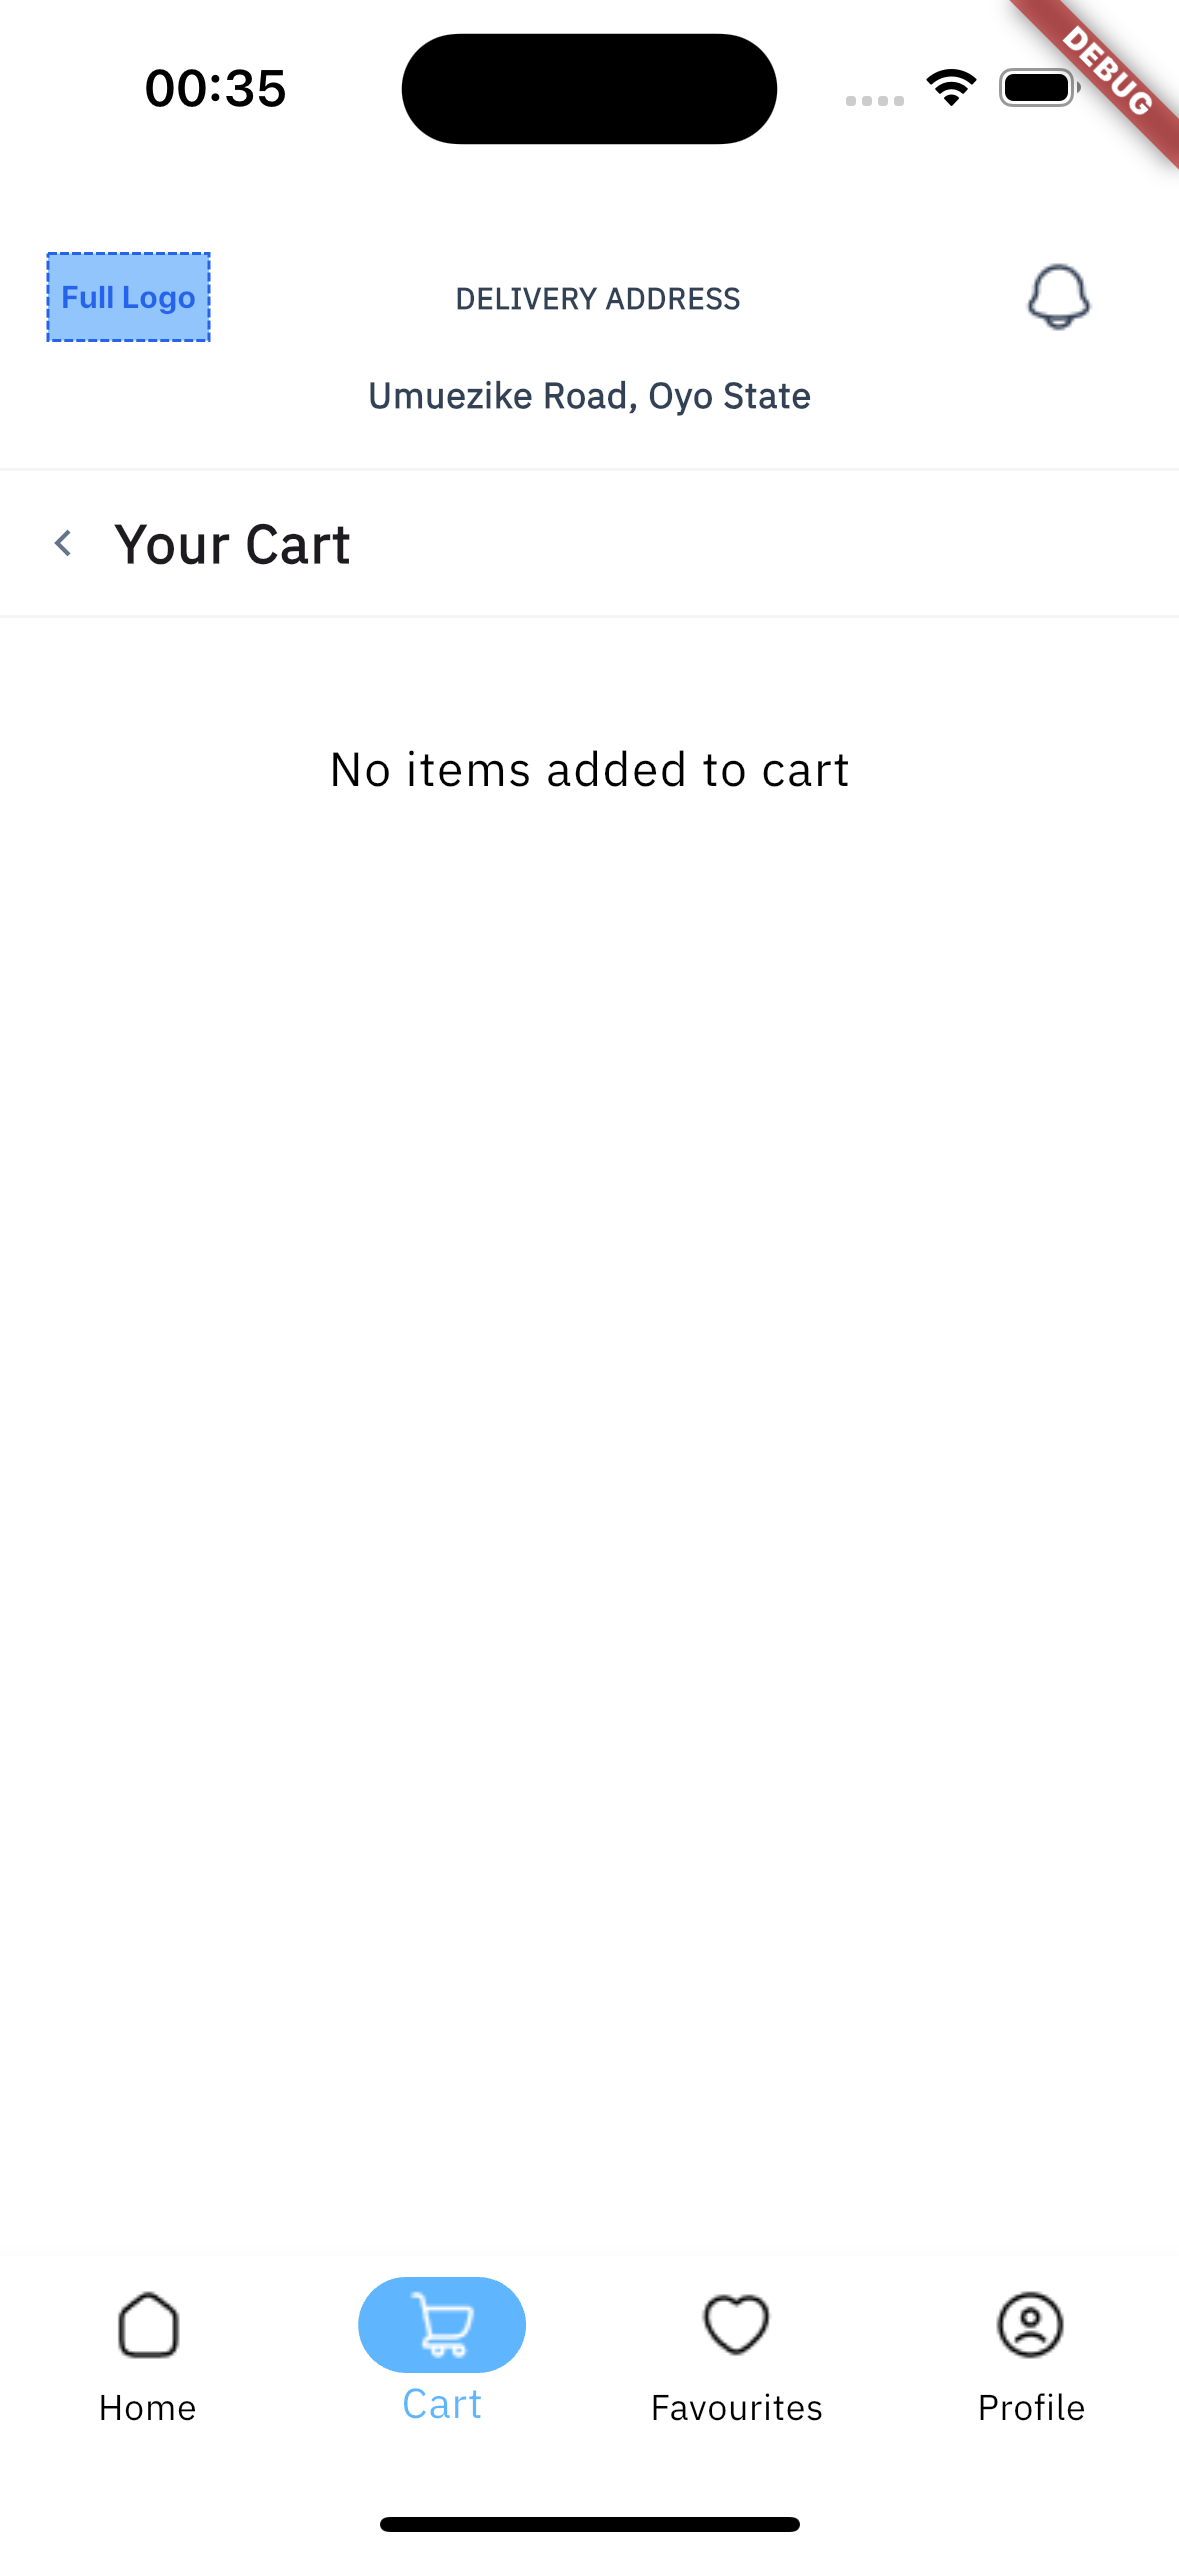 00:35
DEBUG
Full Logo
DELIVERY ADDRESS
Umuezike Road, Oyo State
Your Cart
No items added to cart
Home
Cart
Favourites
Profile